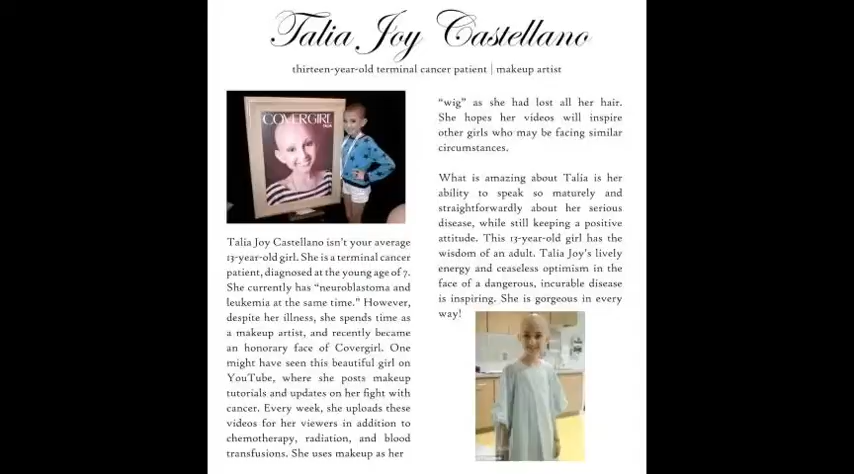 Talia Joy Castellano
thirteen-year-old terminal cancer patient | makeup artist
COVERGIRL
Talia Joy Castellano isn't your average
13-year-old girl. She is a terminal cancer
patient, diagnosed at the young age of 7.
She currently has “neuroblastoma and
leukemia at the same time.” However,
despite her illness, she spends time as
a makeup artist, and recently became
an honorary face of Covergirl. One
might have seen this beautiful girl on
YouTube, where she posts makeup
tutorials and updates on her fight with
cancer. Every week, she uploads these
videos for her viewers in addition to
chemotherapy, radiation, and blood
transfusions. She uses makeup as her
“wig” as she had lost all her hair.
She hopes her videos will inspire
other girls who may be facing similar
circumstances.
What is amazing about Talia is her
ability to speak so maturely and
straightforwardly about her serious
disease, while still keeping a positive
attitude. This 13-year-old girl has the
wisdom of an adult. Talia Joy's lively
energy and ceaseless optimism in the
face of a dangerous, incurable disease
is inspiring. She is gorgeous in every
way!